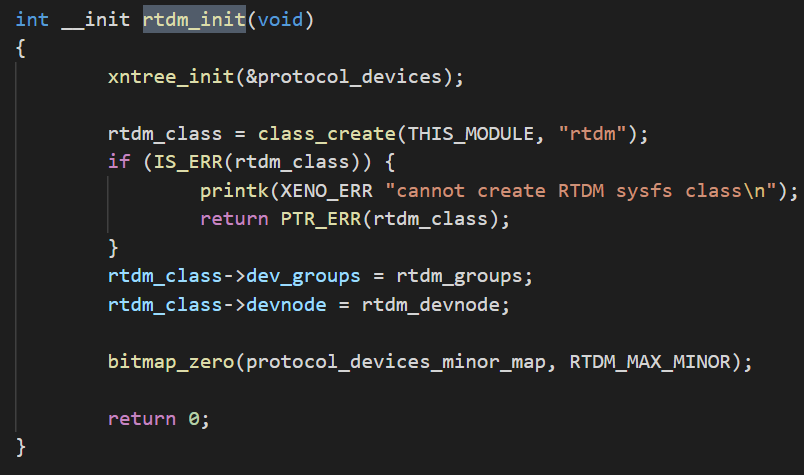 int __init rtdm_init(void)
{
xntree_init(&protocol_devices);
rtdm_class = class_create(THIS_MODULE, "rtdm");
if (IS_ERR(rtdm_class)) {
printk(XENO_ERR "cannot create RTDM sysfs class\n");
return PTR_ERR(rtdm_class);
}
rtdm_class->dev_groups = rtdm_groups;
rtdm_class->devnode = rtdm_devnode;
bitmap_zero(protocol_devices_minor_map, RTDM_MAX_MINOR);
return 0;
}